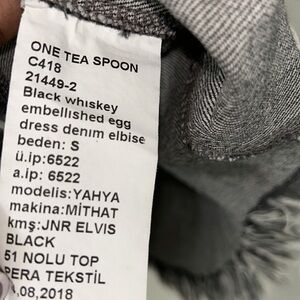 ONE TEA SPOON
C418
21449-2
Black whiskey
embellished egg
dress denım elbise
beden: S
ü.ip:6522
a.ip: 6522
modelis:YAHYA
makina:MİTHAT
kmş:JNR ELVIS
BLACK
51 NOLU TOP
PERA TEKSTİL
.08.2018